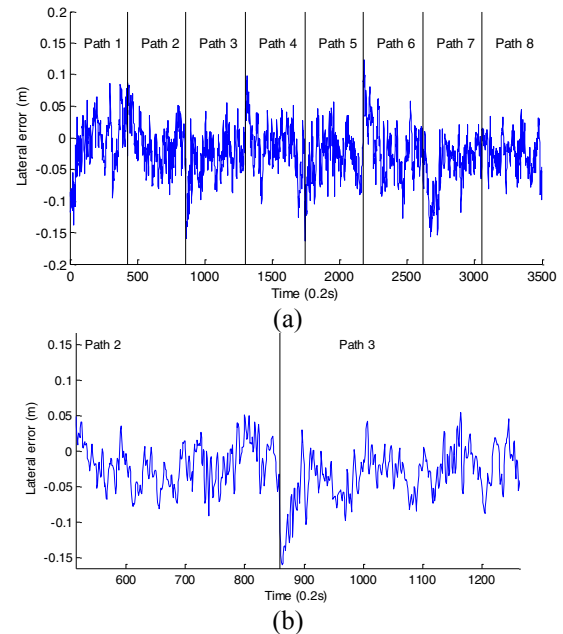 0.2
0.15
0.1
0.05
0
-0.05
-0.1
-0.15
0.2
Lateral error (m)
Path 1 Path 2 Path 3 Path 4 Path 5 Path 6 Path 7 Path 8
0 500 1000 1500 2000 2500 3000 3500
Time (0.2s)
(a)
Path 2 Path 3
0.15
0.1
0.05
0
-0.05
-0.1
-0.15
Lateral error (m)
600 700 800 900 1000 1100 1200
Time (0.2s)
(b)